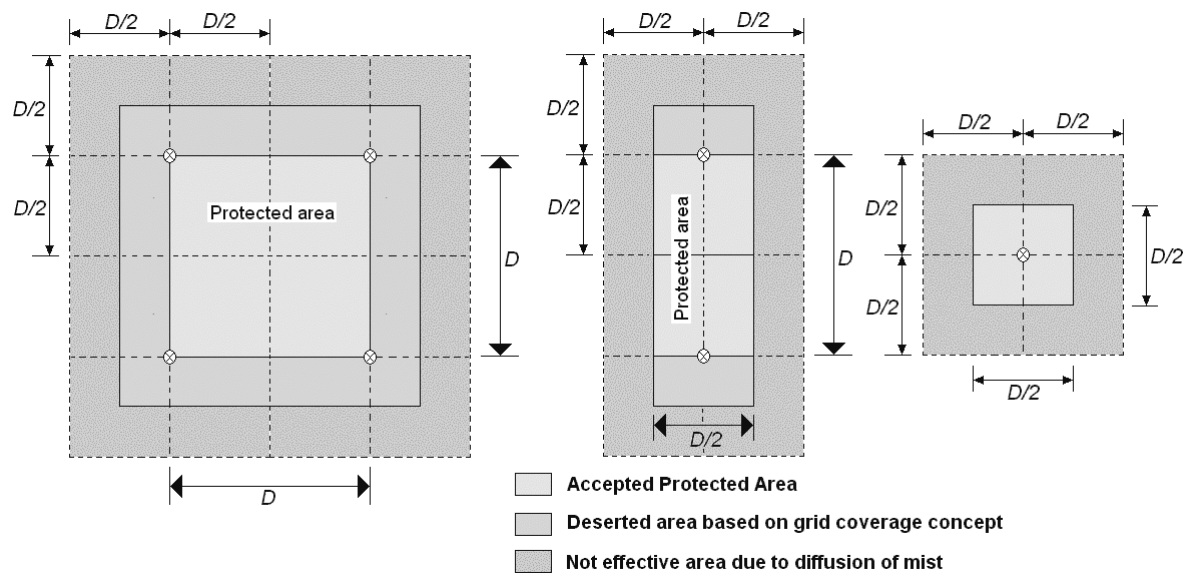 D/2 D/2
D/2
D/2
Protected area
D
D
D/2 D/2
D/2
D/2
Protected area
D
D/2
D/2 D/2
D/2
D/2
D/2
D/2
Accepted Protected Area
Deserted area based on grid coverage concept
Not effective area due to diffusion of mist